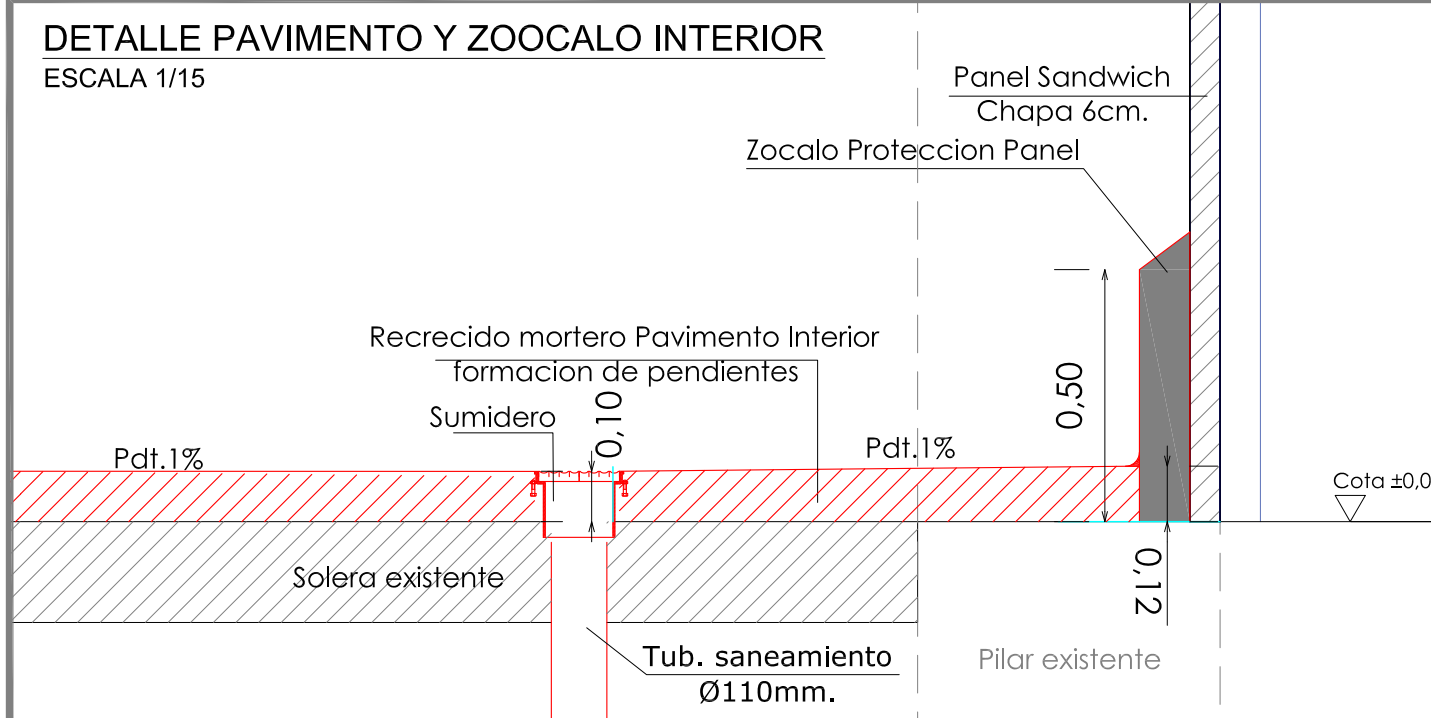 DETALLE PAVIMENTO Y ZOOCALO INTERIOR
ESCALA 1/15
Panel Sandwich
Chapa 6cm.
Zocalo Proteccion Panel
Recrecido mortero Pavimento Interior
formacion de pendientes
Sumidero
0,10
0,50
Pdt.1%
Pdt.1%
Cota ±0,0
Solera existente
0,12
Tub. saneamiento
Ø110mm.
Pilar existente